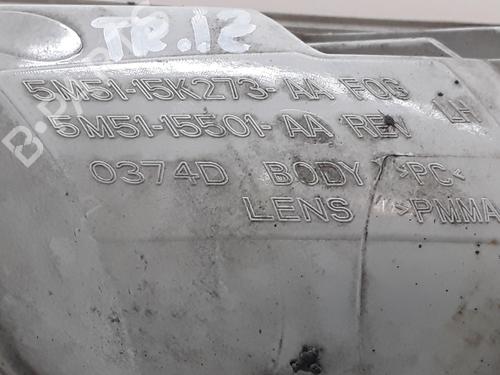 TR.12
5M51-15K273-AA FOG
5M51-15501-AA REV LH
0374D BODY >PC<
LENS >PMMA